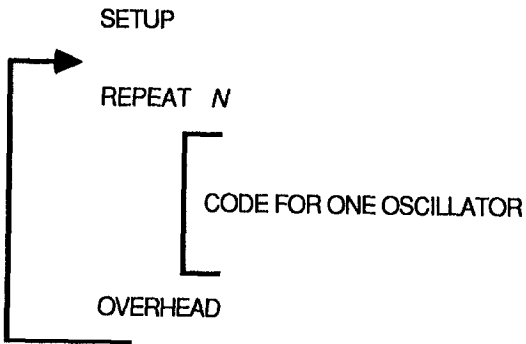 SETUP
REPEAT N
CODE FOR ONE OSCILLATOR
OVERHEAD